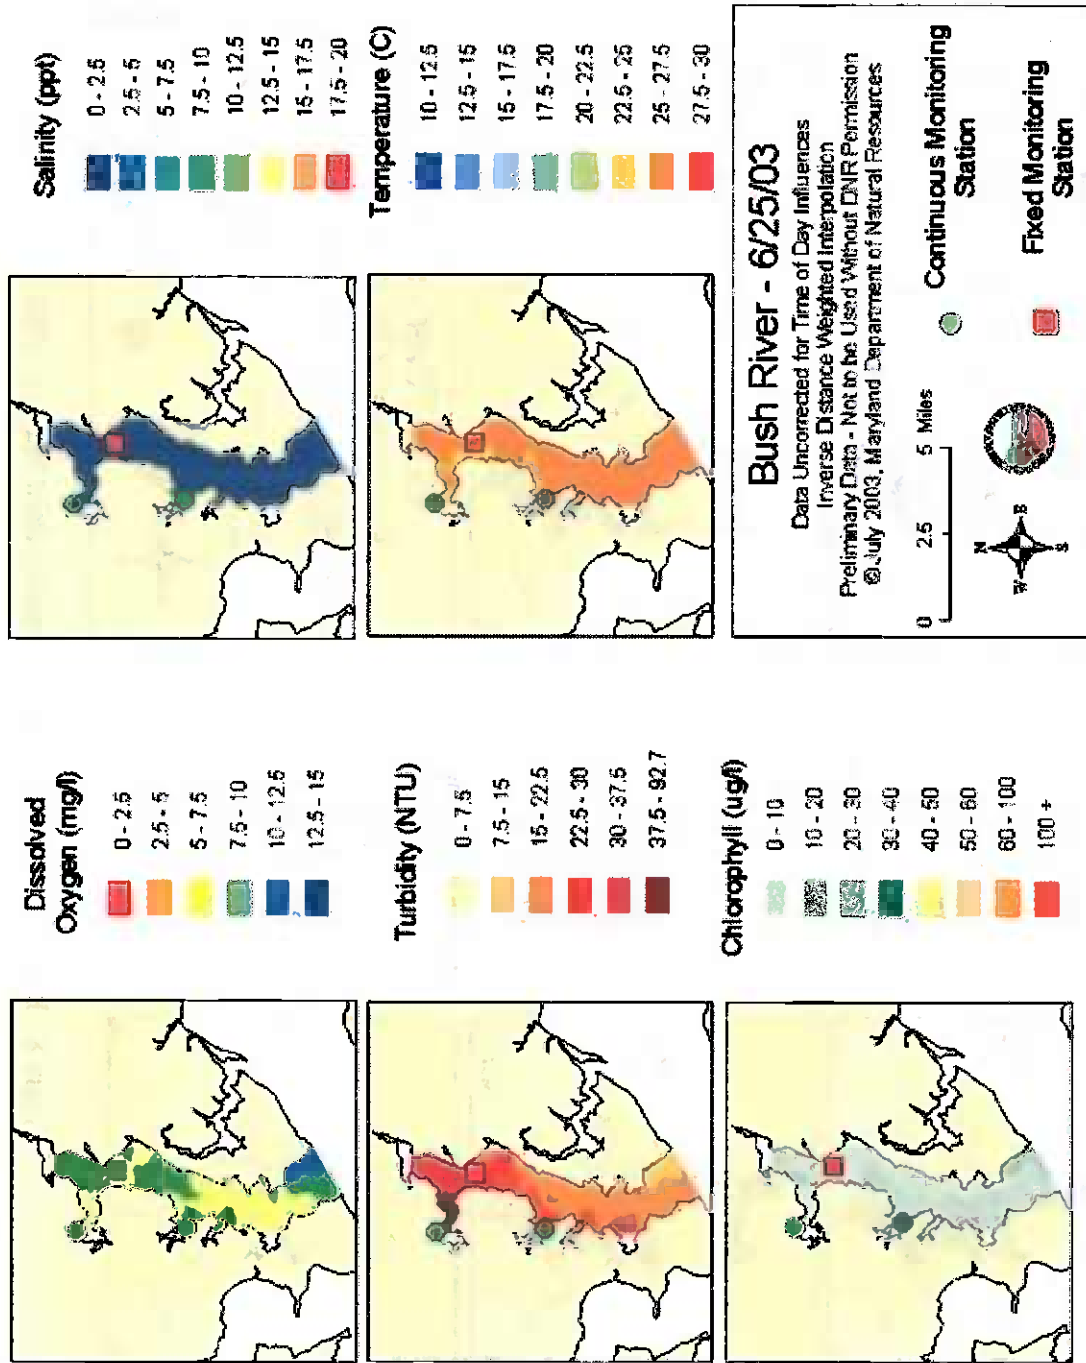 Dissolved
Oxygen (mg/l)
0 - 2.5
2.5 - 5
5 - 7.5
7.5 - 10
10 - 12.5
12.5 - 15
Salinity (ppt)
0 - 2.5
2.5 - 5
5 - 7.5
7.5 - 10
10 - 12.5
12.5 - 15
15 - 17.5
17.5 - 20
Turbidity (NTU)
0 - 7.5
7.5 - 15
15 - 22.5
22.5 - 30
30 - 37.5
37.5 - 92.7
Temperature (C)
10 - 12.5
12.5 - 15
15 - 17.5
17.5 - 20
20 - 22.5
22.5 - 25
25 - 27.5
27.5 - 30
Chlorophyll (ug/l)
0 - 10
10 - 20
20 - 30
30 - 40
40 - 50
50 - 60
60 - 100
100 +
Bush River - 6/25/03
Data Uncorrected for Time of Day Influences
Inverse Distance Weighted Interpolation
Preliminary Data - Not to be Used Without DNR Permission
© July 2003, Maryland Department of Natural Resources
0 2.5 5 Miles
N
W E
S
Continuous Monitoring
Station
Fixed Monitoring
Station